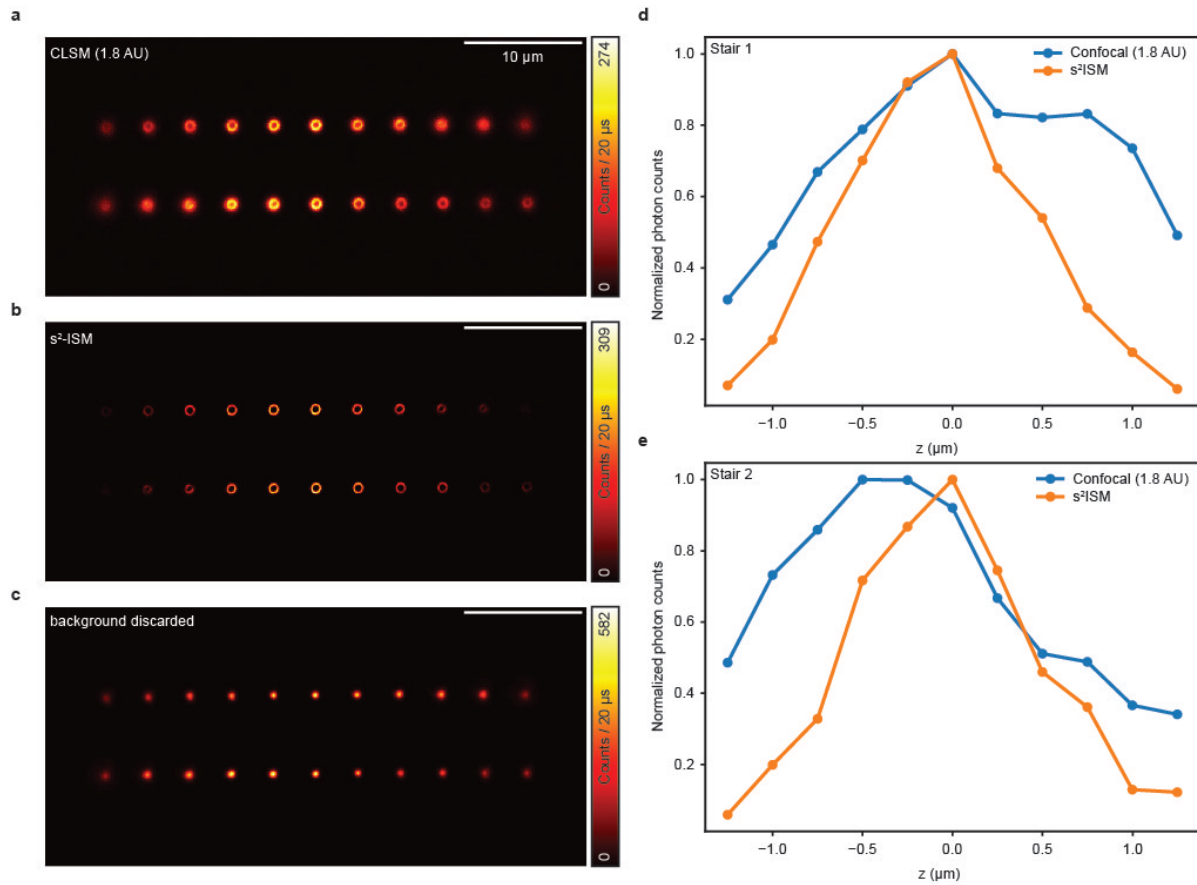 a
CLSM (1.8 AU)
10 µm
274
Counts / 20 µs
0
b
s²-ISM
309
Counts / 20 µs
0
c
background discarded
582
Counts / 20 µs
0
d
Stair 1
Confocal (1.8 AU)
s²ISM
Normalized photon counts
1.0
0.8
0.6
0.4
0.2
−1.0 −0.5 0.0 0.5 1.0
z (µm)
e
Stair 2
Confocal (1.8 AU)
s²ISM
Normalized photon counts
1.0
0.8
0.6
0.4
0.2
−1.0 −0.5 0.0 0.5 1.0
z (µm)